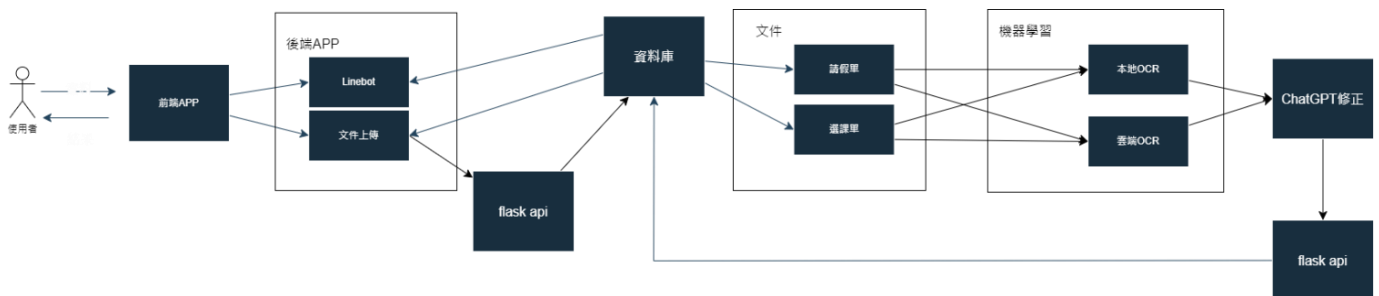 使用者
前端APP
後端APP
Linebot
文件上傳
flask api
資料庫
文件
請假單
選課單
機器學習
本地OCR
雲端OCR
ChatGPT修正
flask api